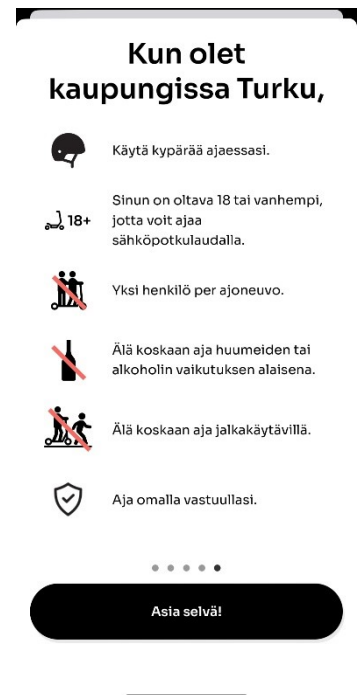 Kun olet
kaupungissa Turku,
Käytä kypärää ajaessasi.
18+
Sinun on oltava 18 tai vanhempi,
jotta voit ajaa
sähköpotkulaudalla.
Yksi henkilö per ajoneuvo.
Älä koskaan aja huumeiden tai
alkoholin vaikutuksen alaisena.
Älä koskaan aja jalkakäytävillä.
Aja omalla vastuullasi.
Asia selvä!